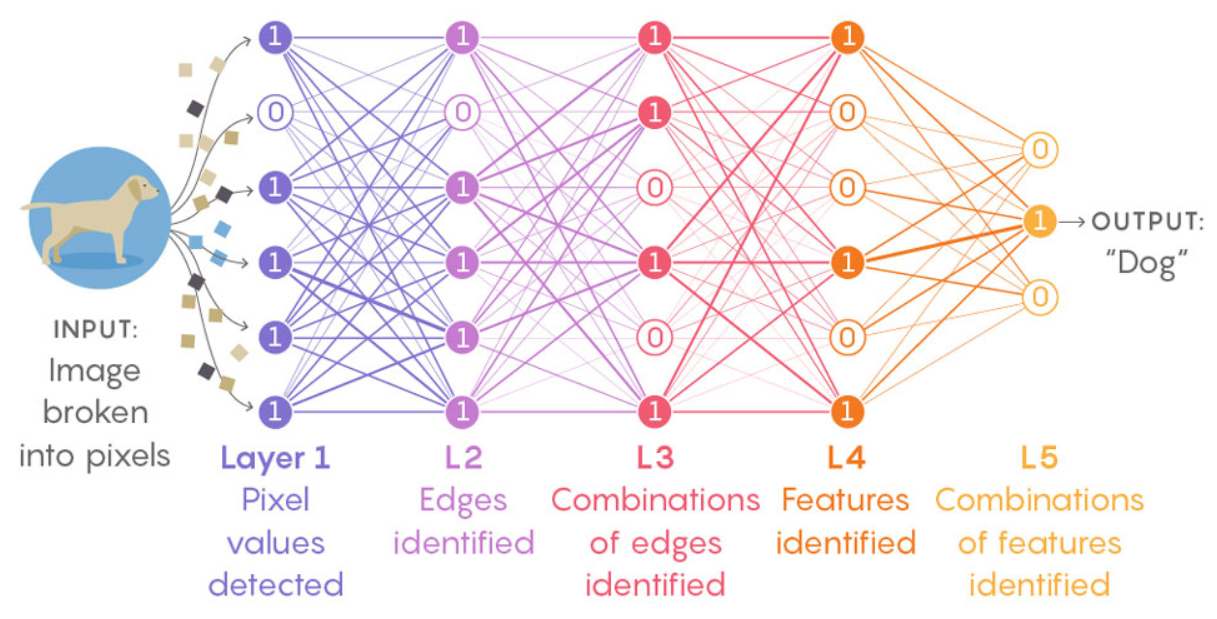 1 1 1 1
0 0 1 0
0
1 1 0 0
1 OUTPUT:
“Dog”
1 1 1 1
0
INPUT:
Image
broken
into pixels
1 1 0 0
1 1 1 1
Layer 1
Pixel
values
detected
L2
Edges
identified
L3
Combinations
of edges
identified
L4
Features
identified
L5
Combinations
of features
identified